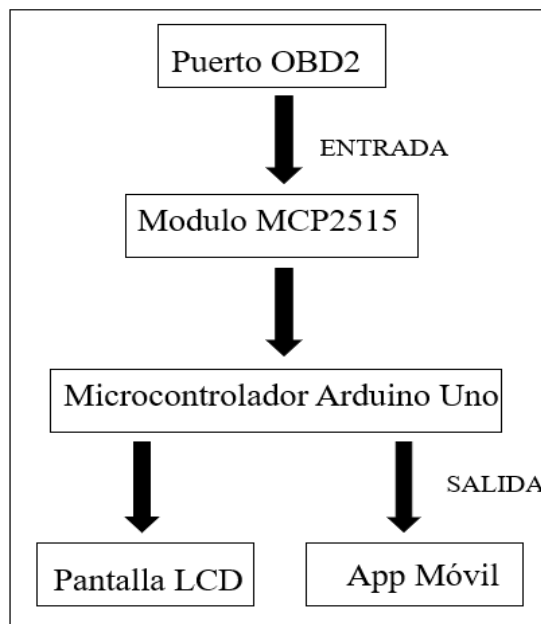 Puerto OBD2
ENTRADA
Modulo MCP2515
Microcontrolador Arduino Uno
SALIDA
Pantalla LCD
App Móvil